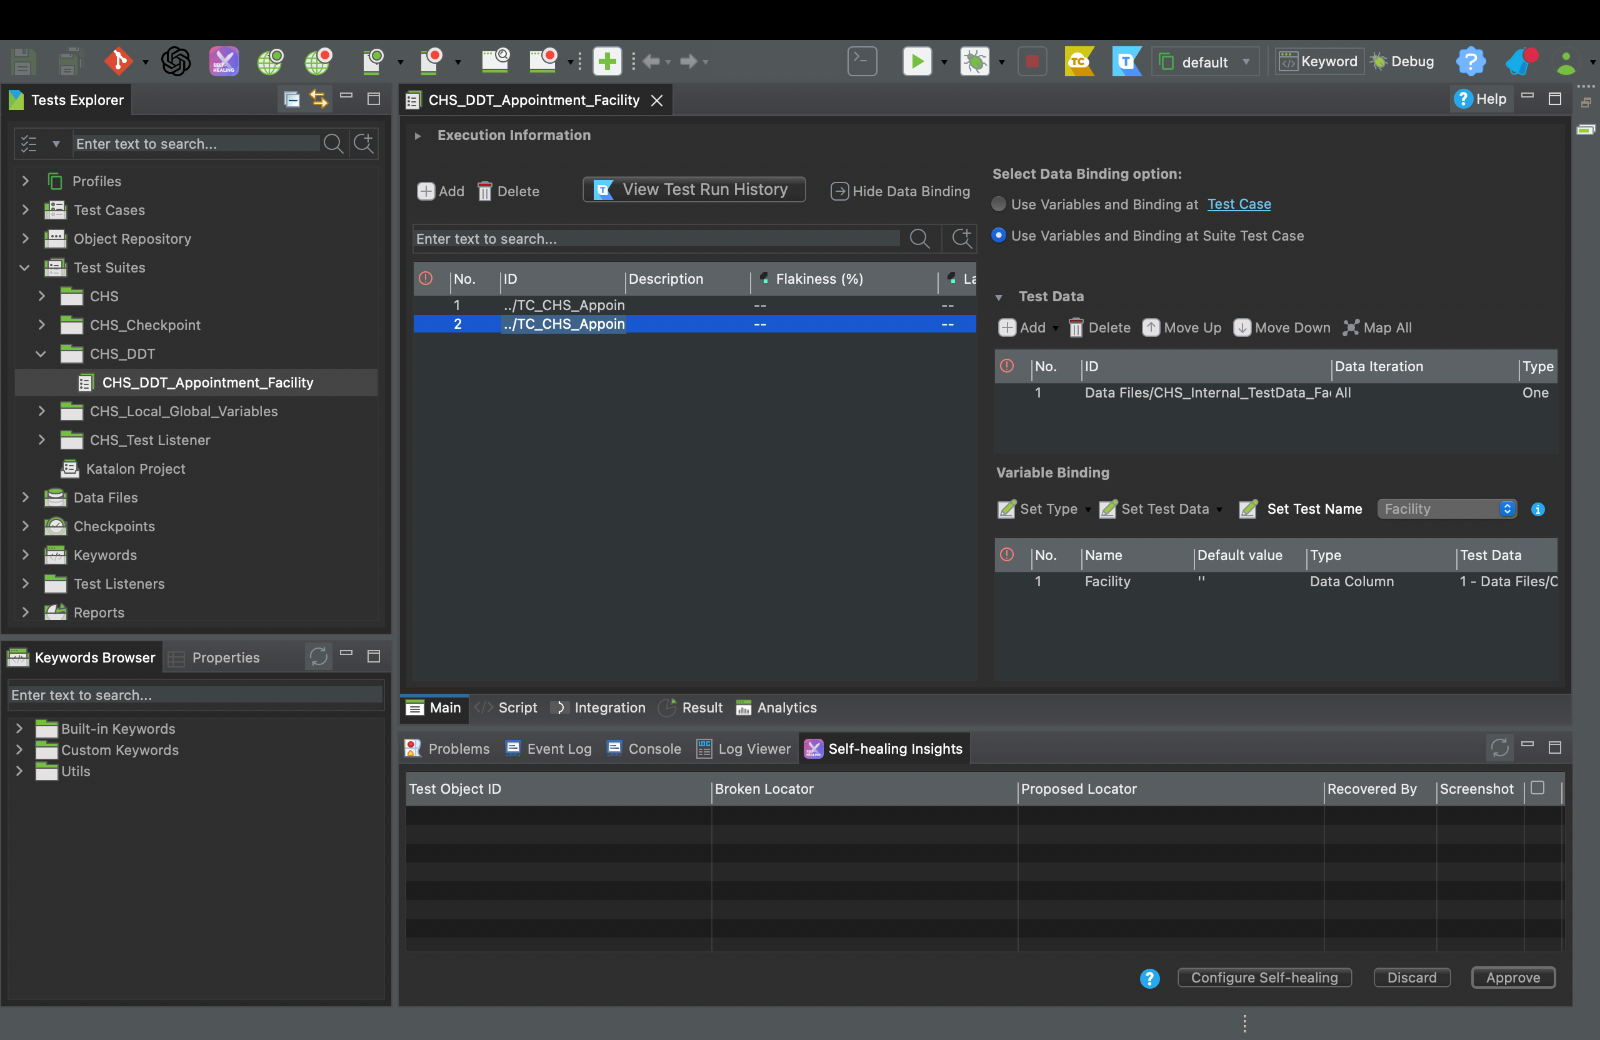 SELF HEALING
TC
T
default
Keyword
Debug
Tests Explorer
CHS_DDT_Appointment_Facility
Help
Enter text to search...
Profiles
Test Cases
Object Repository
Test Suites
CHS
CHS_Checkpoint
CHS_DDT
CHS_DDT_Appointment_Facility
CHS_Local_Global_Variables
CHS_Test Listener
Katalon Project
Data Files
Checkpoints
Keywords
Test Listeners
Reports
Execution Information
Add
Delete
View Test Run History
Hide Data Binding
Enter text to search...
No. ID Description Flakiness (%) La
1 ../TC_CHS_Appoin -- --
2 ../TC_CHS_Appoin -- --
Select Data Binding option:
Use Variables and Binding at Test Case
Use Variables and Binding at Suite Test Case
Test Data
Add Delete Move Up Move Down Map All
No. ID Data Iteration Type
1 Data Files/CHS_Internal_TestData_Fa All One
Variable Binding
Set Type Set Test Data Set Test Name Facility
No. Name Default value Type Test Data
1 Facility '' Data Column 1 - Data Files/C
Main Script Integration Result Analytics
Keywords Browser Properties
Enter text to search...
Built-in Keywords
Custom Keywords
Utils
Problems Event Log Console Log Viewer Self-healing Insights
Test Object ID Broken Locator Proposed Locator Recovered By Screenshot
Configure Self-healing Discard Approve